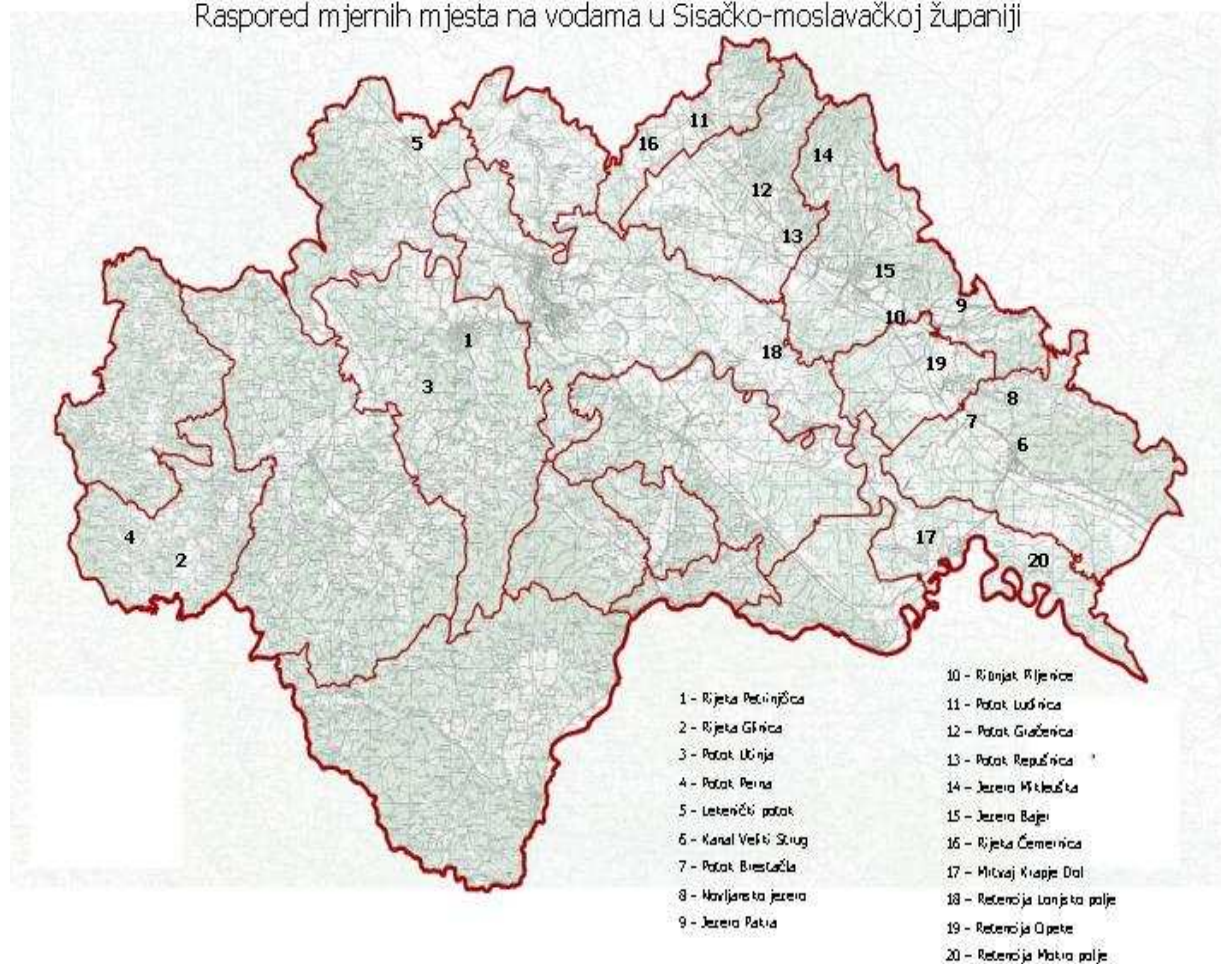 Raspored mjernih mjesta na vodama u Sisačko-moslavačkoj županiji
5
16
11
14
12
13
15
9
10
1
18
19
3
8
7
6
4
2
17
20
1 - Rijeka Petrinjčica
2 - Rijeka Glinica
3 - Potok Utinja
4 - Potok Perna
5 - Lekenički potok
6 - Kanal Veliki Strug
7 - Potok Brestača
8 - Novljansko jezero
9 - Jezero Pakra
10 - Ribnjak Piljenice
11 - Potok Ludinica
12 - Potok Gračenica
13 - Potok Repušnica
14 - Jezero Mikleuška
15 - Jezero Bajer
16 - Rijeka Česmenica
17 - Mrtvaj Krapje Dol
18 - Retencija Lonjsko polje
19 - Retencija Opeke
20 - Retencija Mokro polje